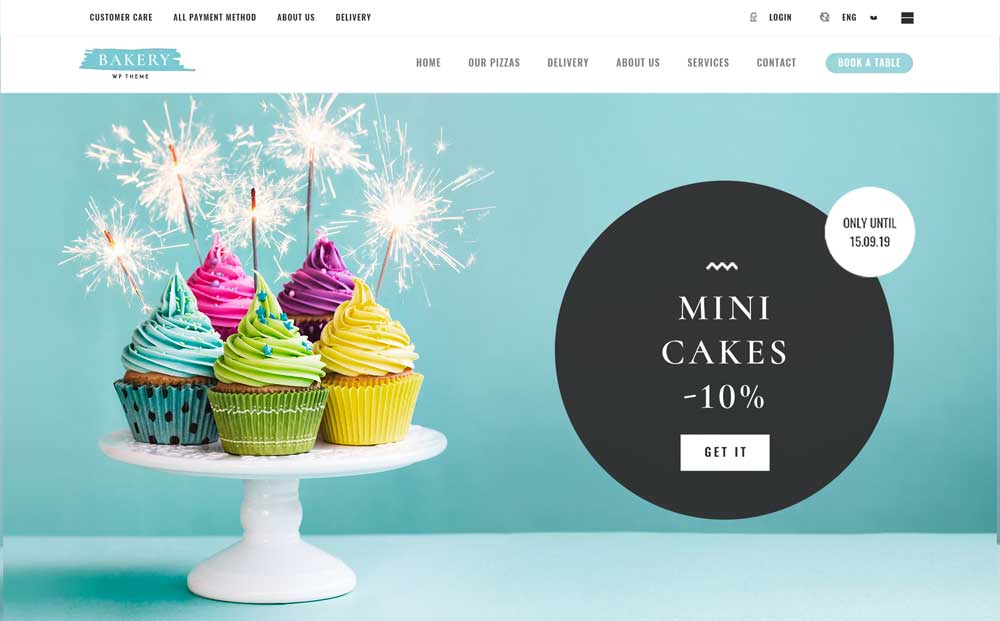 CUSTOMER CARE ALL PAYMENT METHOD ABOUT US DELIVERY LOGIN ENG
BAKERY
WP THEME
HOME OUR PIZZAS DELIVERY ABOUT US SERVICES CONTACT BOOK A TABLE
ONLY UNTIL
15.09.19
MINI
CAKES
-10%
GET IT